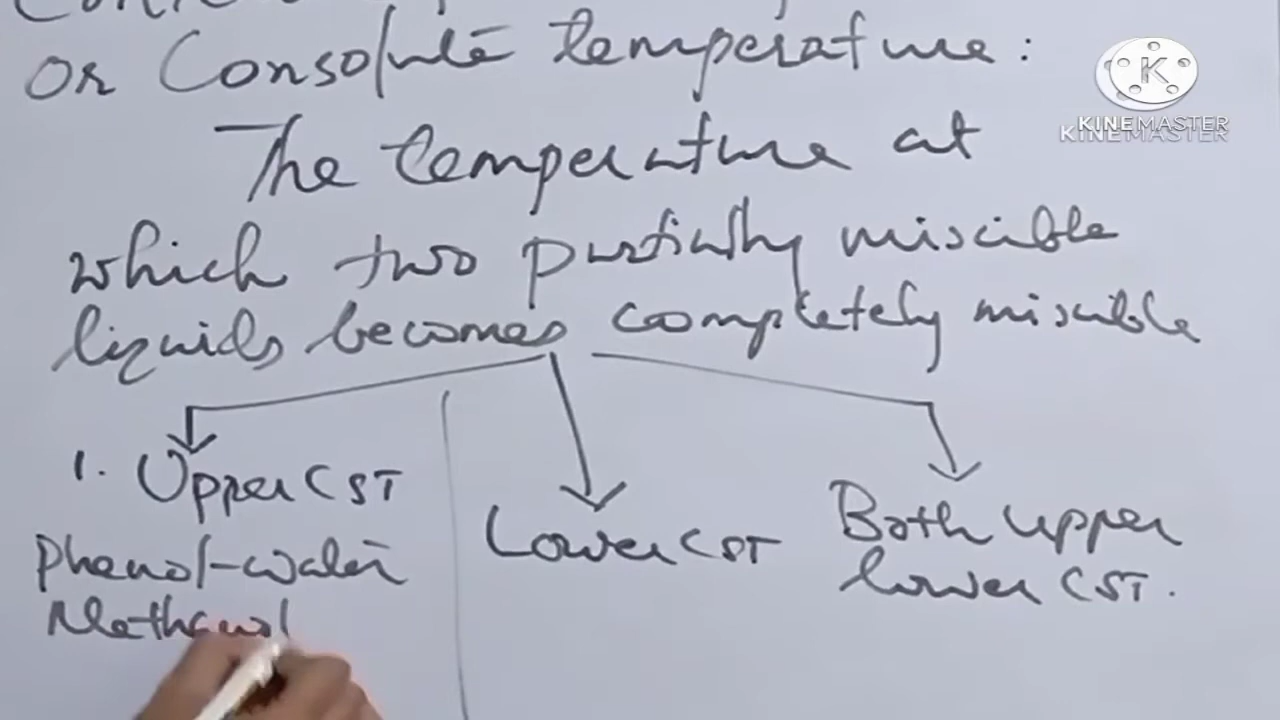 or Consolute temperature:
KINEMASTER
The temperature at
which two partially miscible
liquids becomes completely miscible
1. Upper CST
Lower CST
Both upper
lower CST.
Phenol-water
Methanol